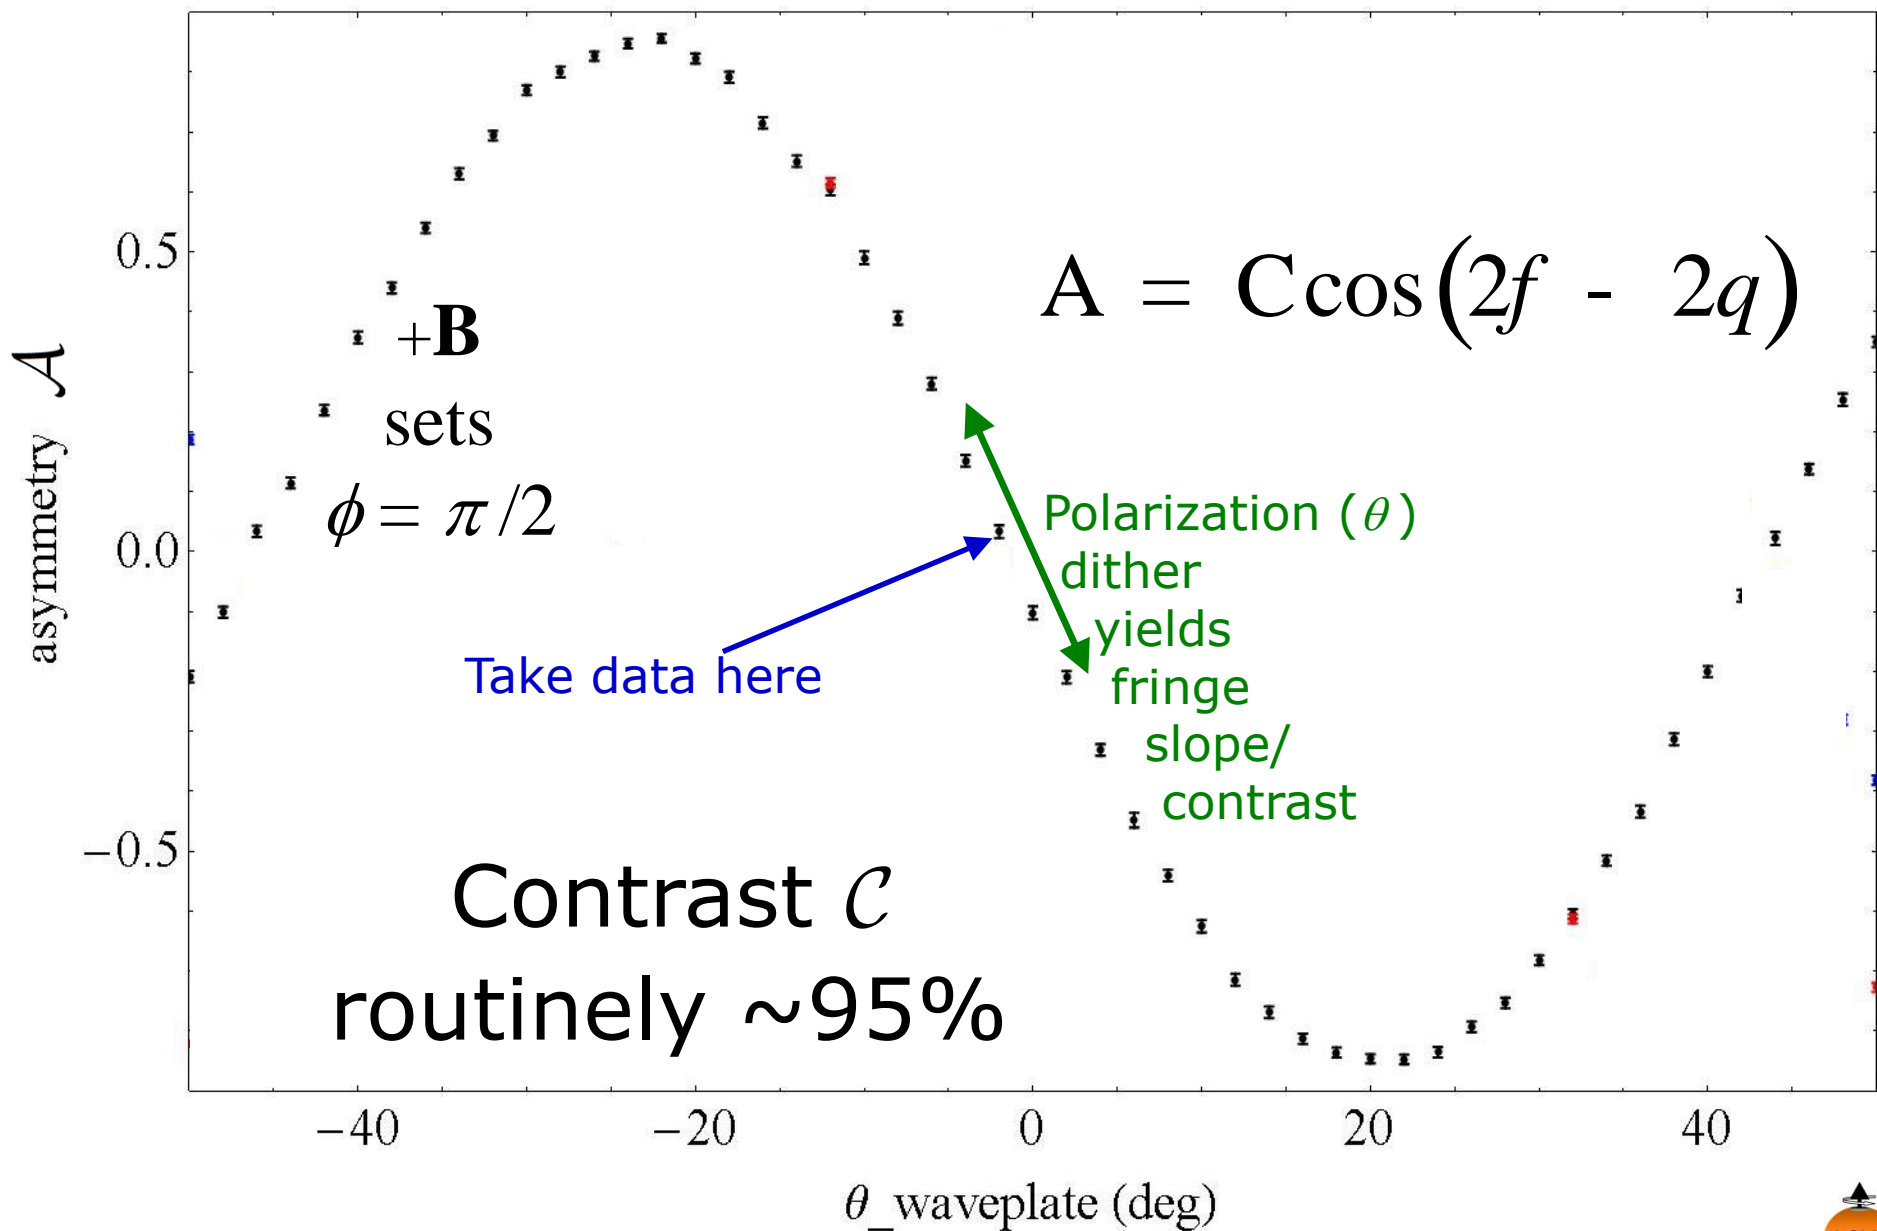 0.5
0.0
−0.5
asymmetry 𝒜
A = Ccos(2f - 2q)
+B
sets
ϕ = π/2
Polarization (θ)
dither
yields
fringe
slope/
contrast
Take data here
Contrast 𝒞
routinely ~95%
−40
−20
0
20
40
θ_waveplate (deg)